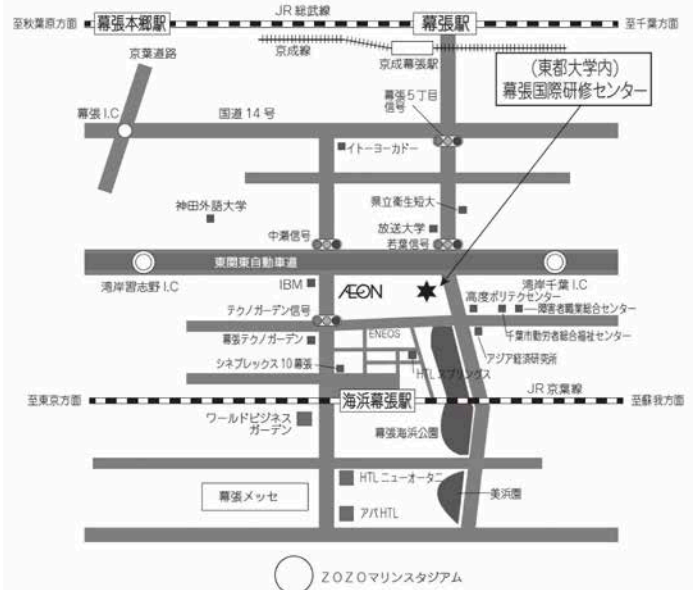 JR 総武線
至秋葉原方面
幕張本郷駅
幕張駅
至千葉方面
京成線
京成幕張駅
京葉道路
(東都大学内)
幕張国際研修センター
幕張 I.C
国道 14 号
幕張 5 丁目
信号
イトーヨーカドー
神田外語大学
県立衛生短大
中瀬信号
放送大学
若葉信号
東関東自動車道
湾岸習志野 I.C
湾岸千葉 I.C
IBM
ÆON
高度ポリテクセンター
障害者職業総合センター
テクノガーデン信号
千葉市勤労者総合福祉センター
ENEOS
幕張テクノガーデン
アジア経済研究所
シネプレックス10幕張
HTLスプリングス
JR 京葉線
至東京方面
海浜幕張駅
至蘇我方面
ワールドビジネス
ガーデン
幕張海浜公園
HTL ニューオータニ
幕張メッセ
美浜園
アパ HTL
ZOZOマリンスタジアム